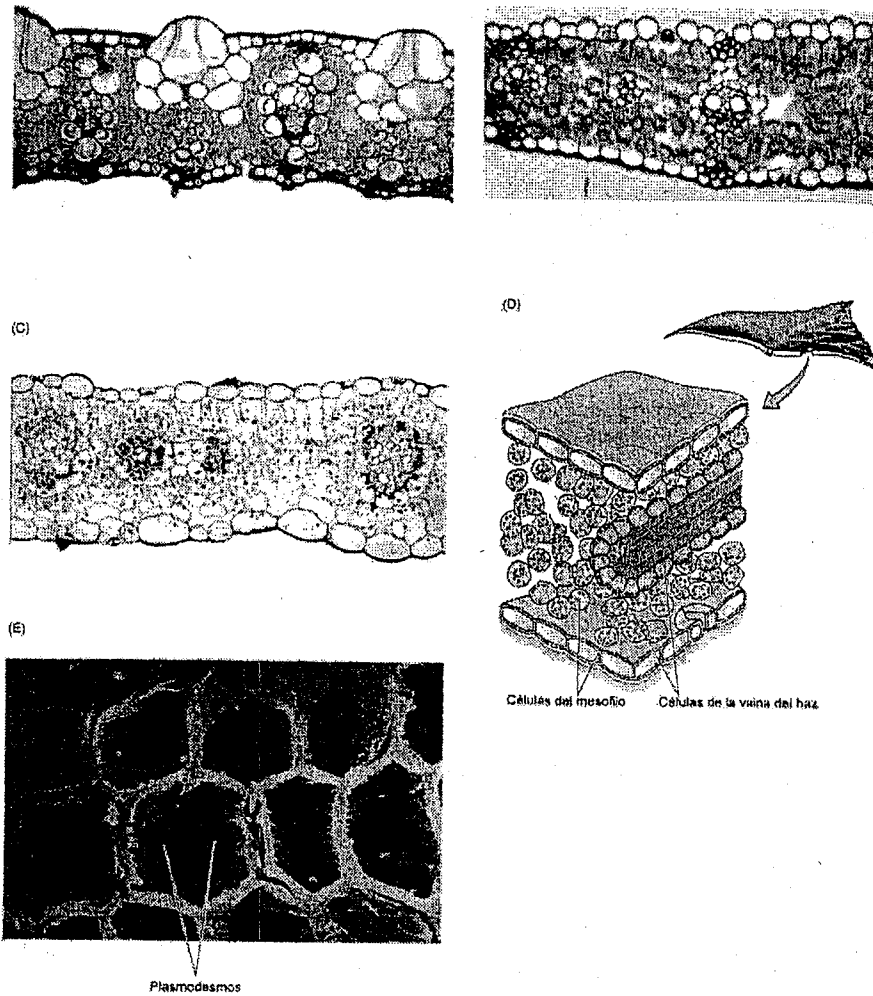 (C)
(D)
Células del mesofilo
Células de la vaina del haz
(E)
Plasmodesmos